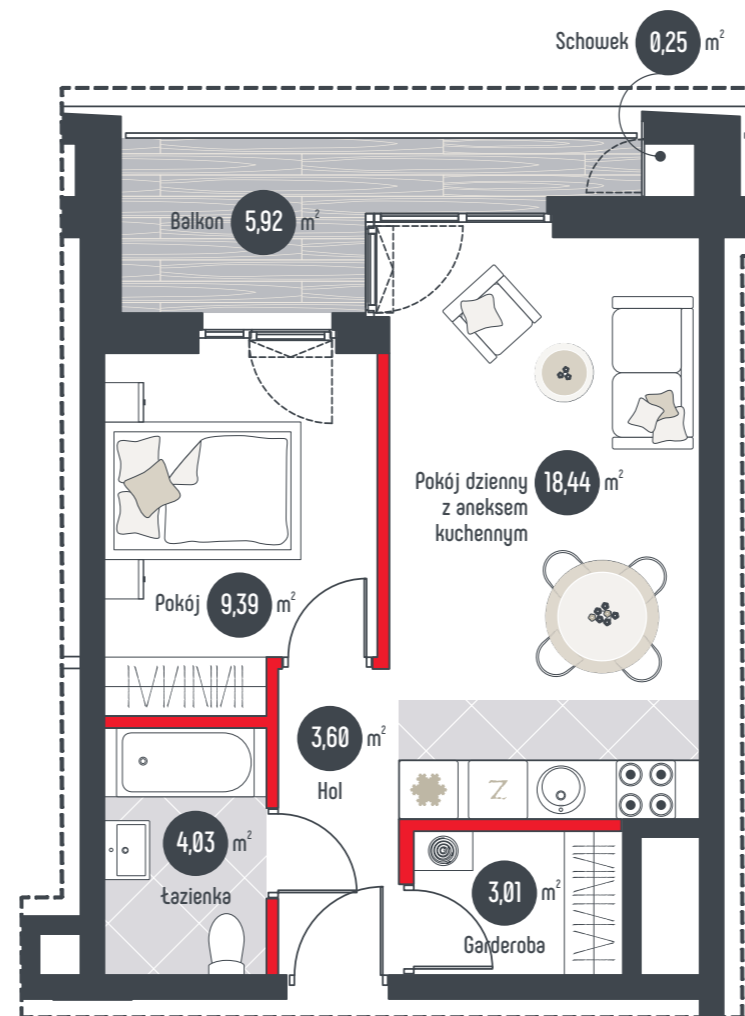 Schowek 0,25 m²
Balkon 5,92 m²
Pokój dzienny 18,44 m²
z aneksem
kuchennym
Pokój 9,39 m²
3,60 m²
Hol
Z
4,03 m²
Łazienka
3,01 m²
Garderoba